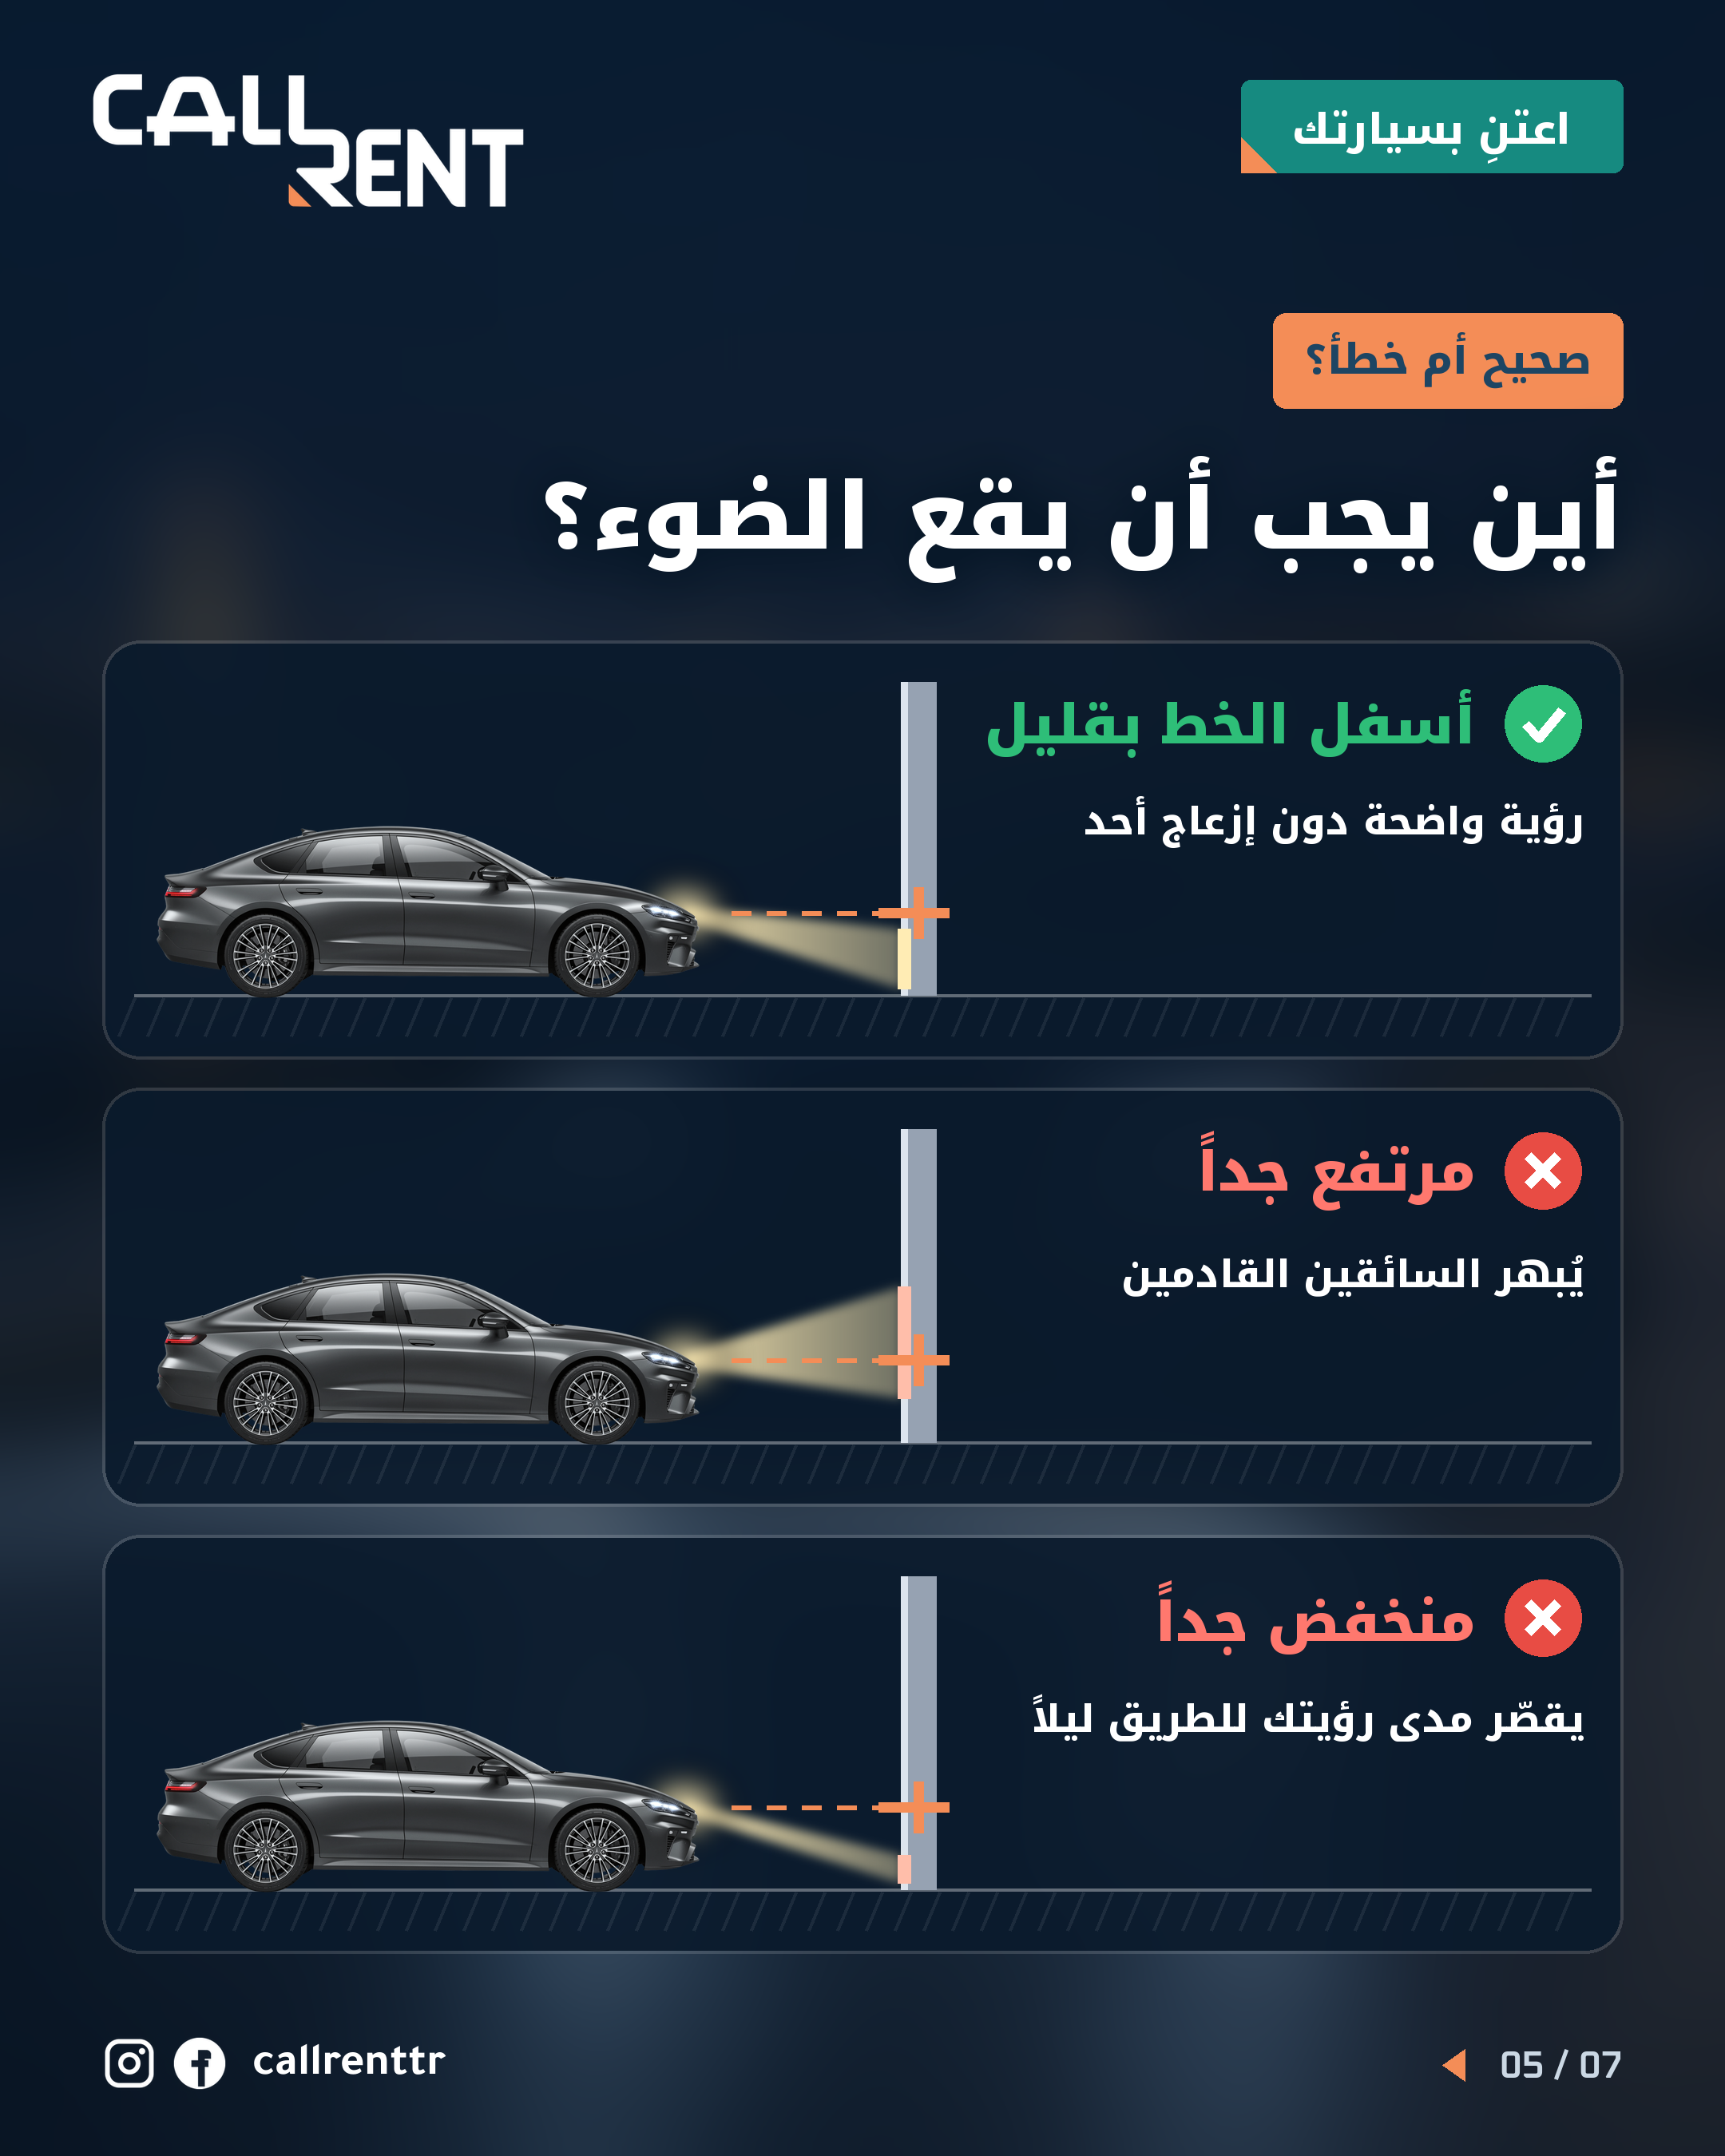 CALL RENT
اعتنِ بسيارتك
صحيح أم خطأ؟
أين يجب أن يقع الضوء؟
أسفل الخط بقليل
رؤية واضحة دون إزعاج أحد
مرتفع جداً
يُبهر السائقين القادمين
منخفض جداً
يقصّر مدى رؤيتك للطريق ليلاً
callrenttr
05 / 07